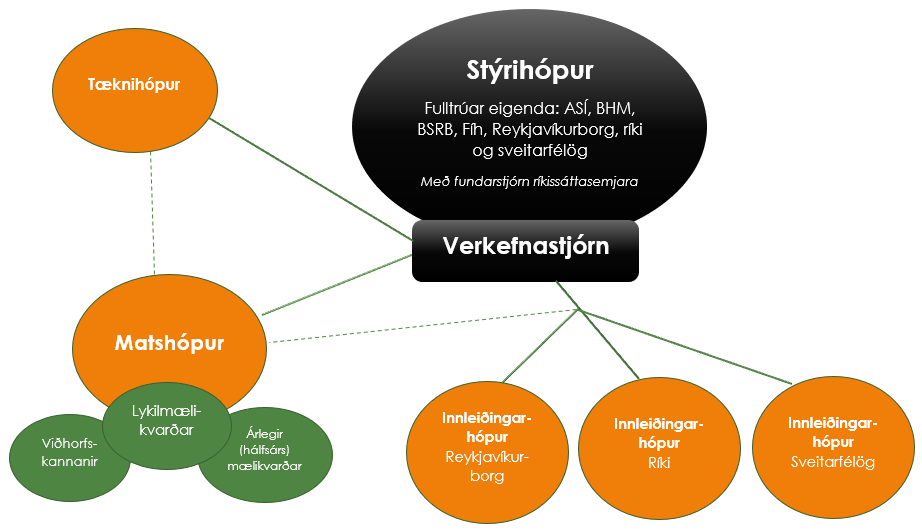 Tæknihópur
Stýrihópur
Fulltrúar eigenda: ASÍ, BHM,
BSRB, Fíh, Reykjavíkurborg, ríki
og sveitarfélög
Með fundarstjórn ríkissáttasemjara
Verkefnastjórn
Matshópur
Lykilmæli-
kvarðar
Viðhorfs-
kannanir
Árlegir
(hálfsárs)
mælikvarðar
Innleiðingar-
hópur
Reykjavíkur-
borg
Innleiðingar-
hópur
Ríki
Innleiðingar-
hópur
Sveitarfélög